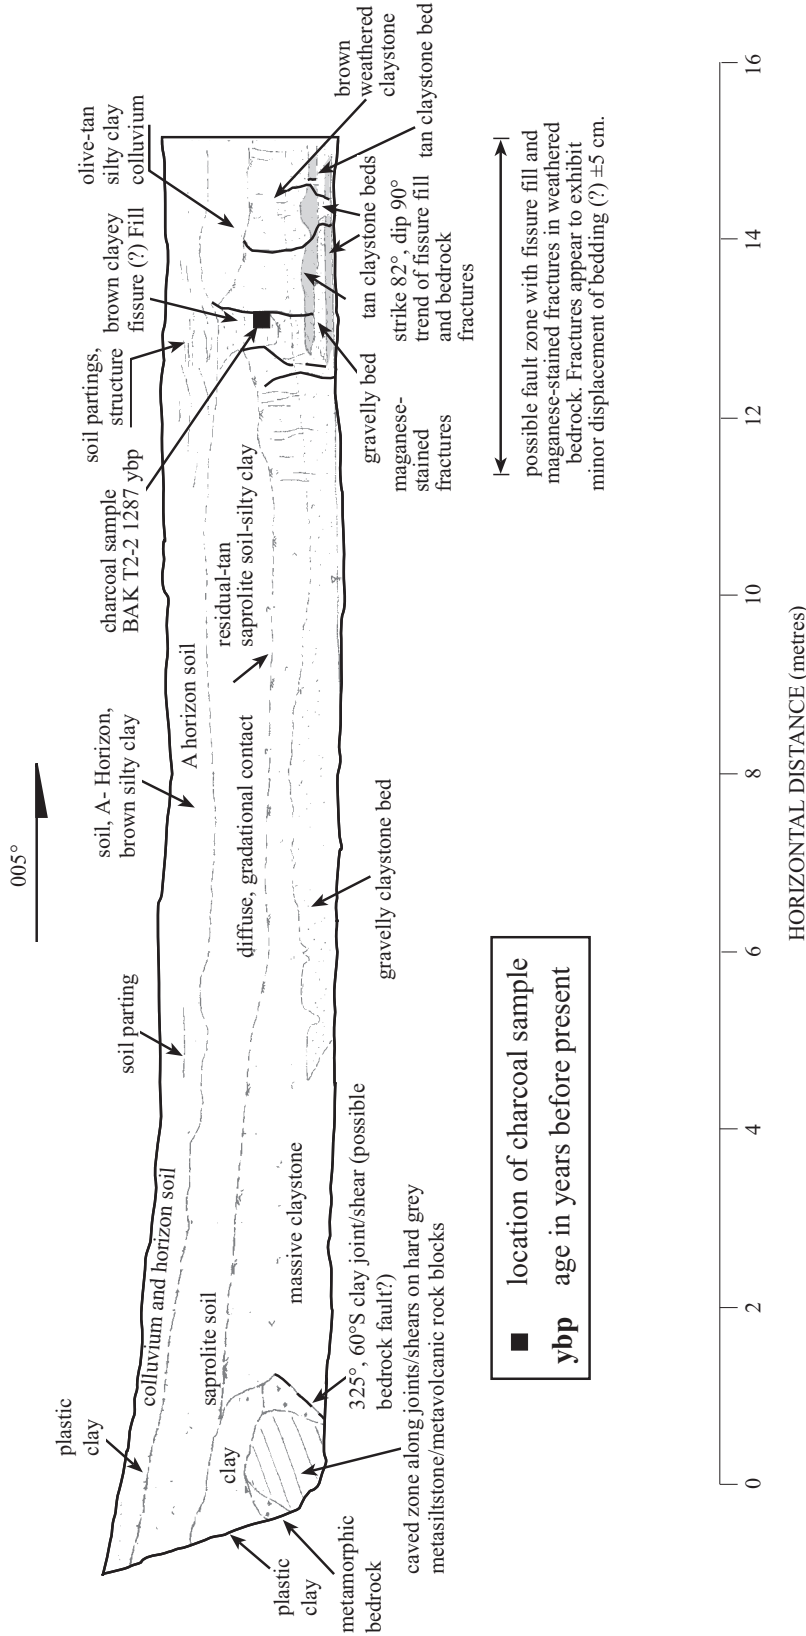 005°
plastic
clay
colluvium and horizon soil
soil parting
soil, A- Horizon,
brown silty clay
A horizon soil
charcoal sample
BAK T2-2 1287 ybp
soil partings,
structure
brown clayey
fissure (?) Fill
olive-tan
silty clay
colluvium
brown
weathered
claystone
saprolite soil
diffuse, gradational contact
residual-tan
saprolite soil-silty clay
clay
massive claystone
plastic
clay
metamorphic
bedrock
caved zone along joints/shears on hard grey
metasiltstone/metavolcanic rock blocks
325°, 60°S clay joint/shear (possible
bedrock fault?)
gravelly claystone bed
gravelly bed
maganese-
stained
fractures
tan claystone beds
strike 82°, dip 90°
trend of fissure fill
and bedrock
fractures
tan claystone bed
possible fault zone with fissure fill and
maganese-stained fractures in weathered
bedrock. Fractures appear to exhibit
minor displacement of bedding (?) ±5 cm.
location of charcoal sample
ybp age in years before present
0 2 4 6 8 10 12 14 16
HORIZONTAL DISTANCE (metres)